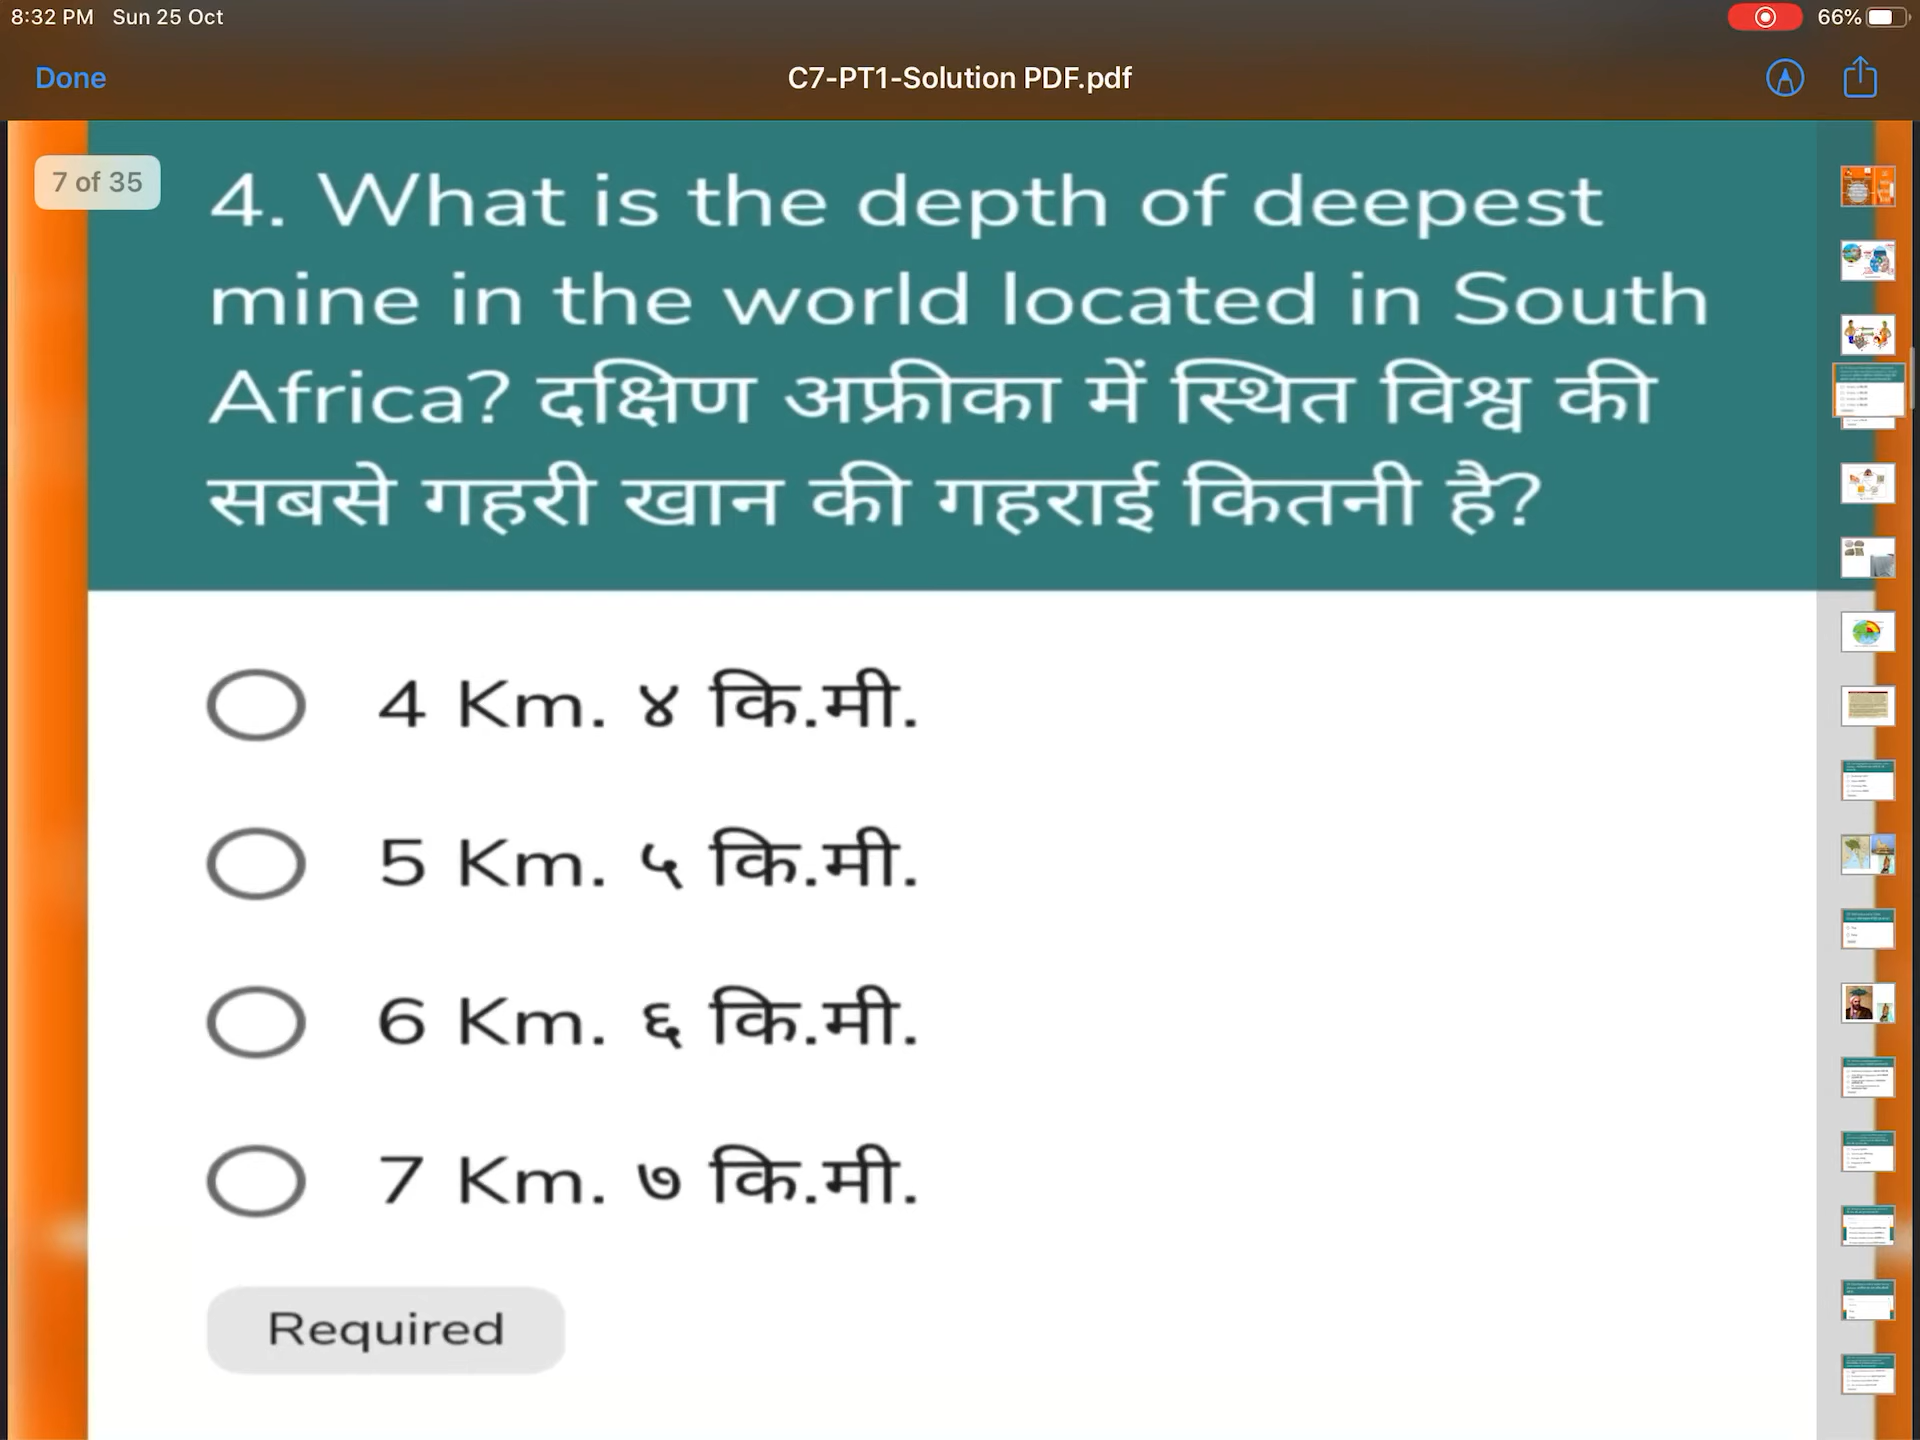 8:32 PM Sun 25 Oct
66%
Done
C7-PT1-Solution PDF.pdf
7 of 35
4. What is the depth of deepest
mine in the world located in South
Africa? दक्षिण अफ्रीका में स्थित विश्व की
सबसे गहरी खान की गहराई कितनी है?
4 Km. ४ कि.मी.
5 Km. ५ कि.मी.
6 Km. ६ कि.मी.
7 Km. ७ कि.मी.
Required